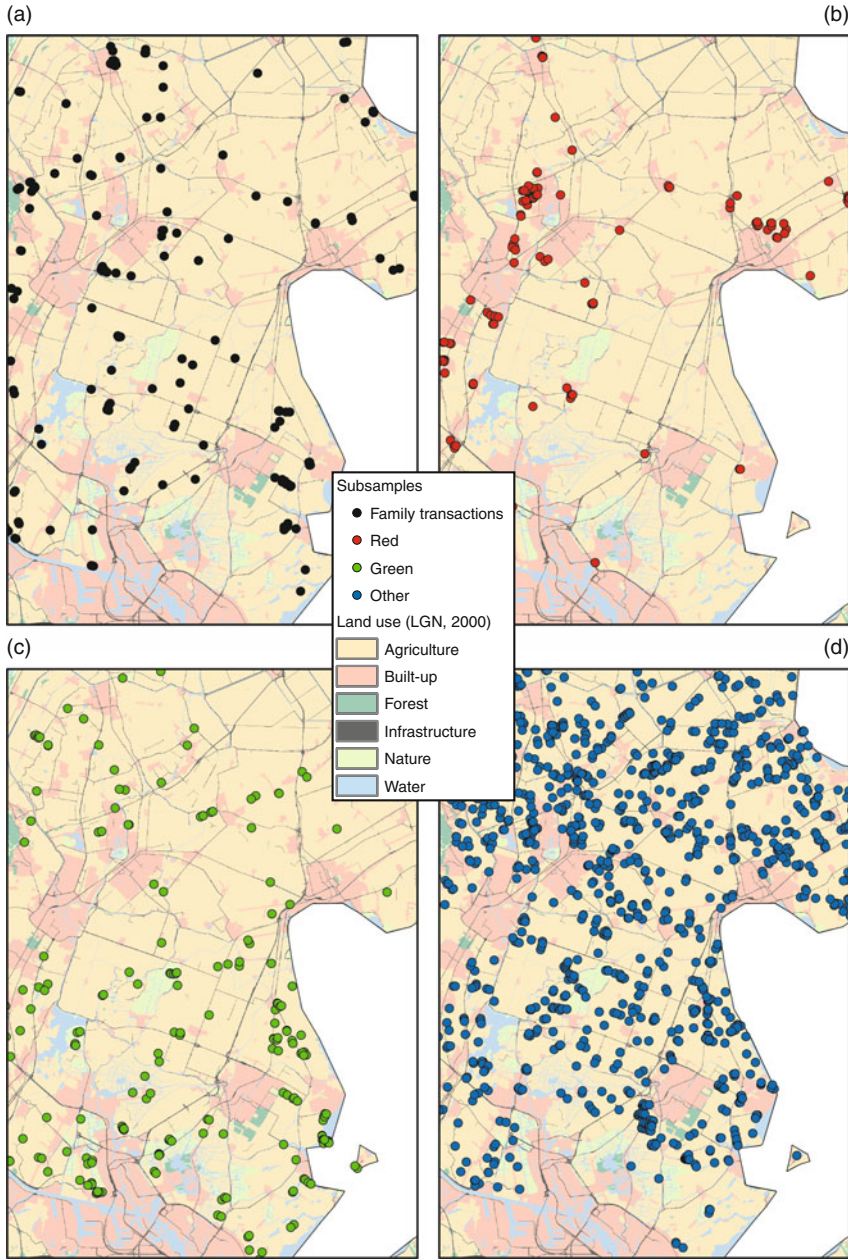 (a)
(b)
Subsamples
Family transactions
Red
Green
Other
Land use (LGN, 2000)
Agriculture
Built-up
Forest
Infrastructure
Nature
Water
(c)
(d)